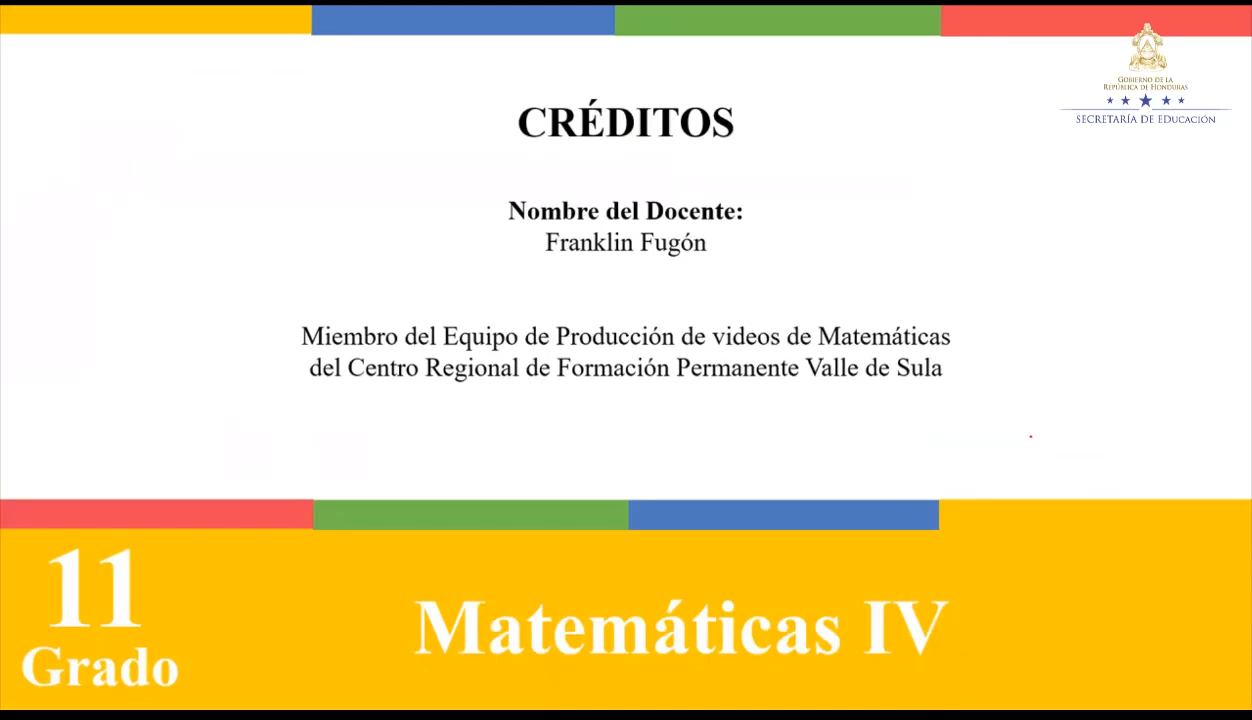 GOBIERNO DE LA
REPÚBLICA DE HONDURAS
SECRETARÍA DE EDUCACIÓN
CRÉDITOS
Nombre del Docente:
Franklin Fugón
Miembro del Equipo de Producción de videos de Matemáticas
del Centro Regional de Formación Permanente Valle de Sula
11
Grado
Matemáticas IV